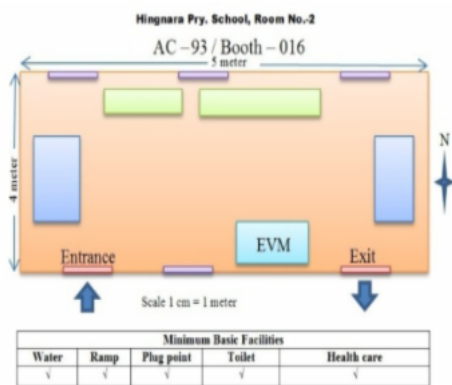 Hingnara Pry. School, Room No.-2
AC – 93 / Booth – 016
5 meter
4 meter
N
Entrance
EVM
Exit
Scale 1 cm = 1 meter
Minimum Basic Facilities
Water Ramp Plug point Toilet Health care
√ √ √ √ √